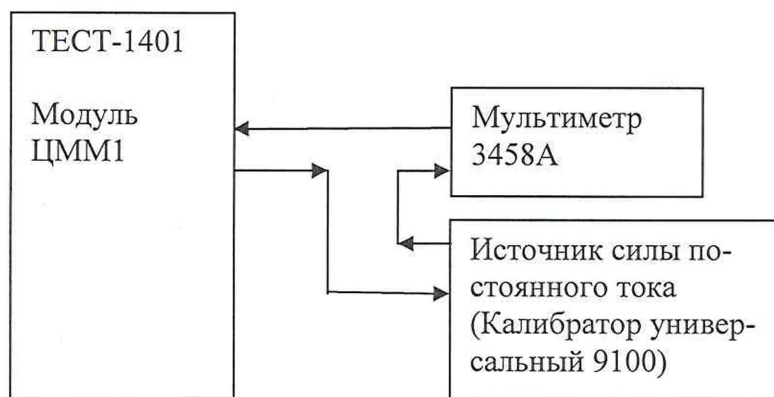 ТЕСТ-1401
Модуль
ЦММ1
Мультиметр
3458А
Источник силы по-
стоянного тока
(Калибратор универ-
сальный 9100)